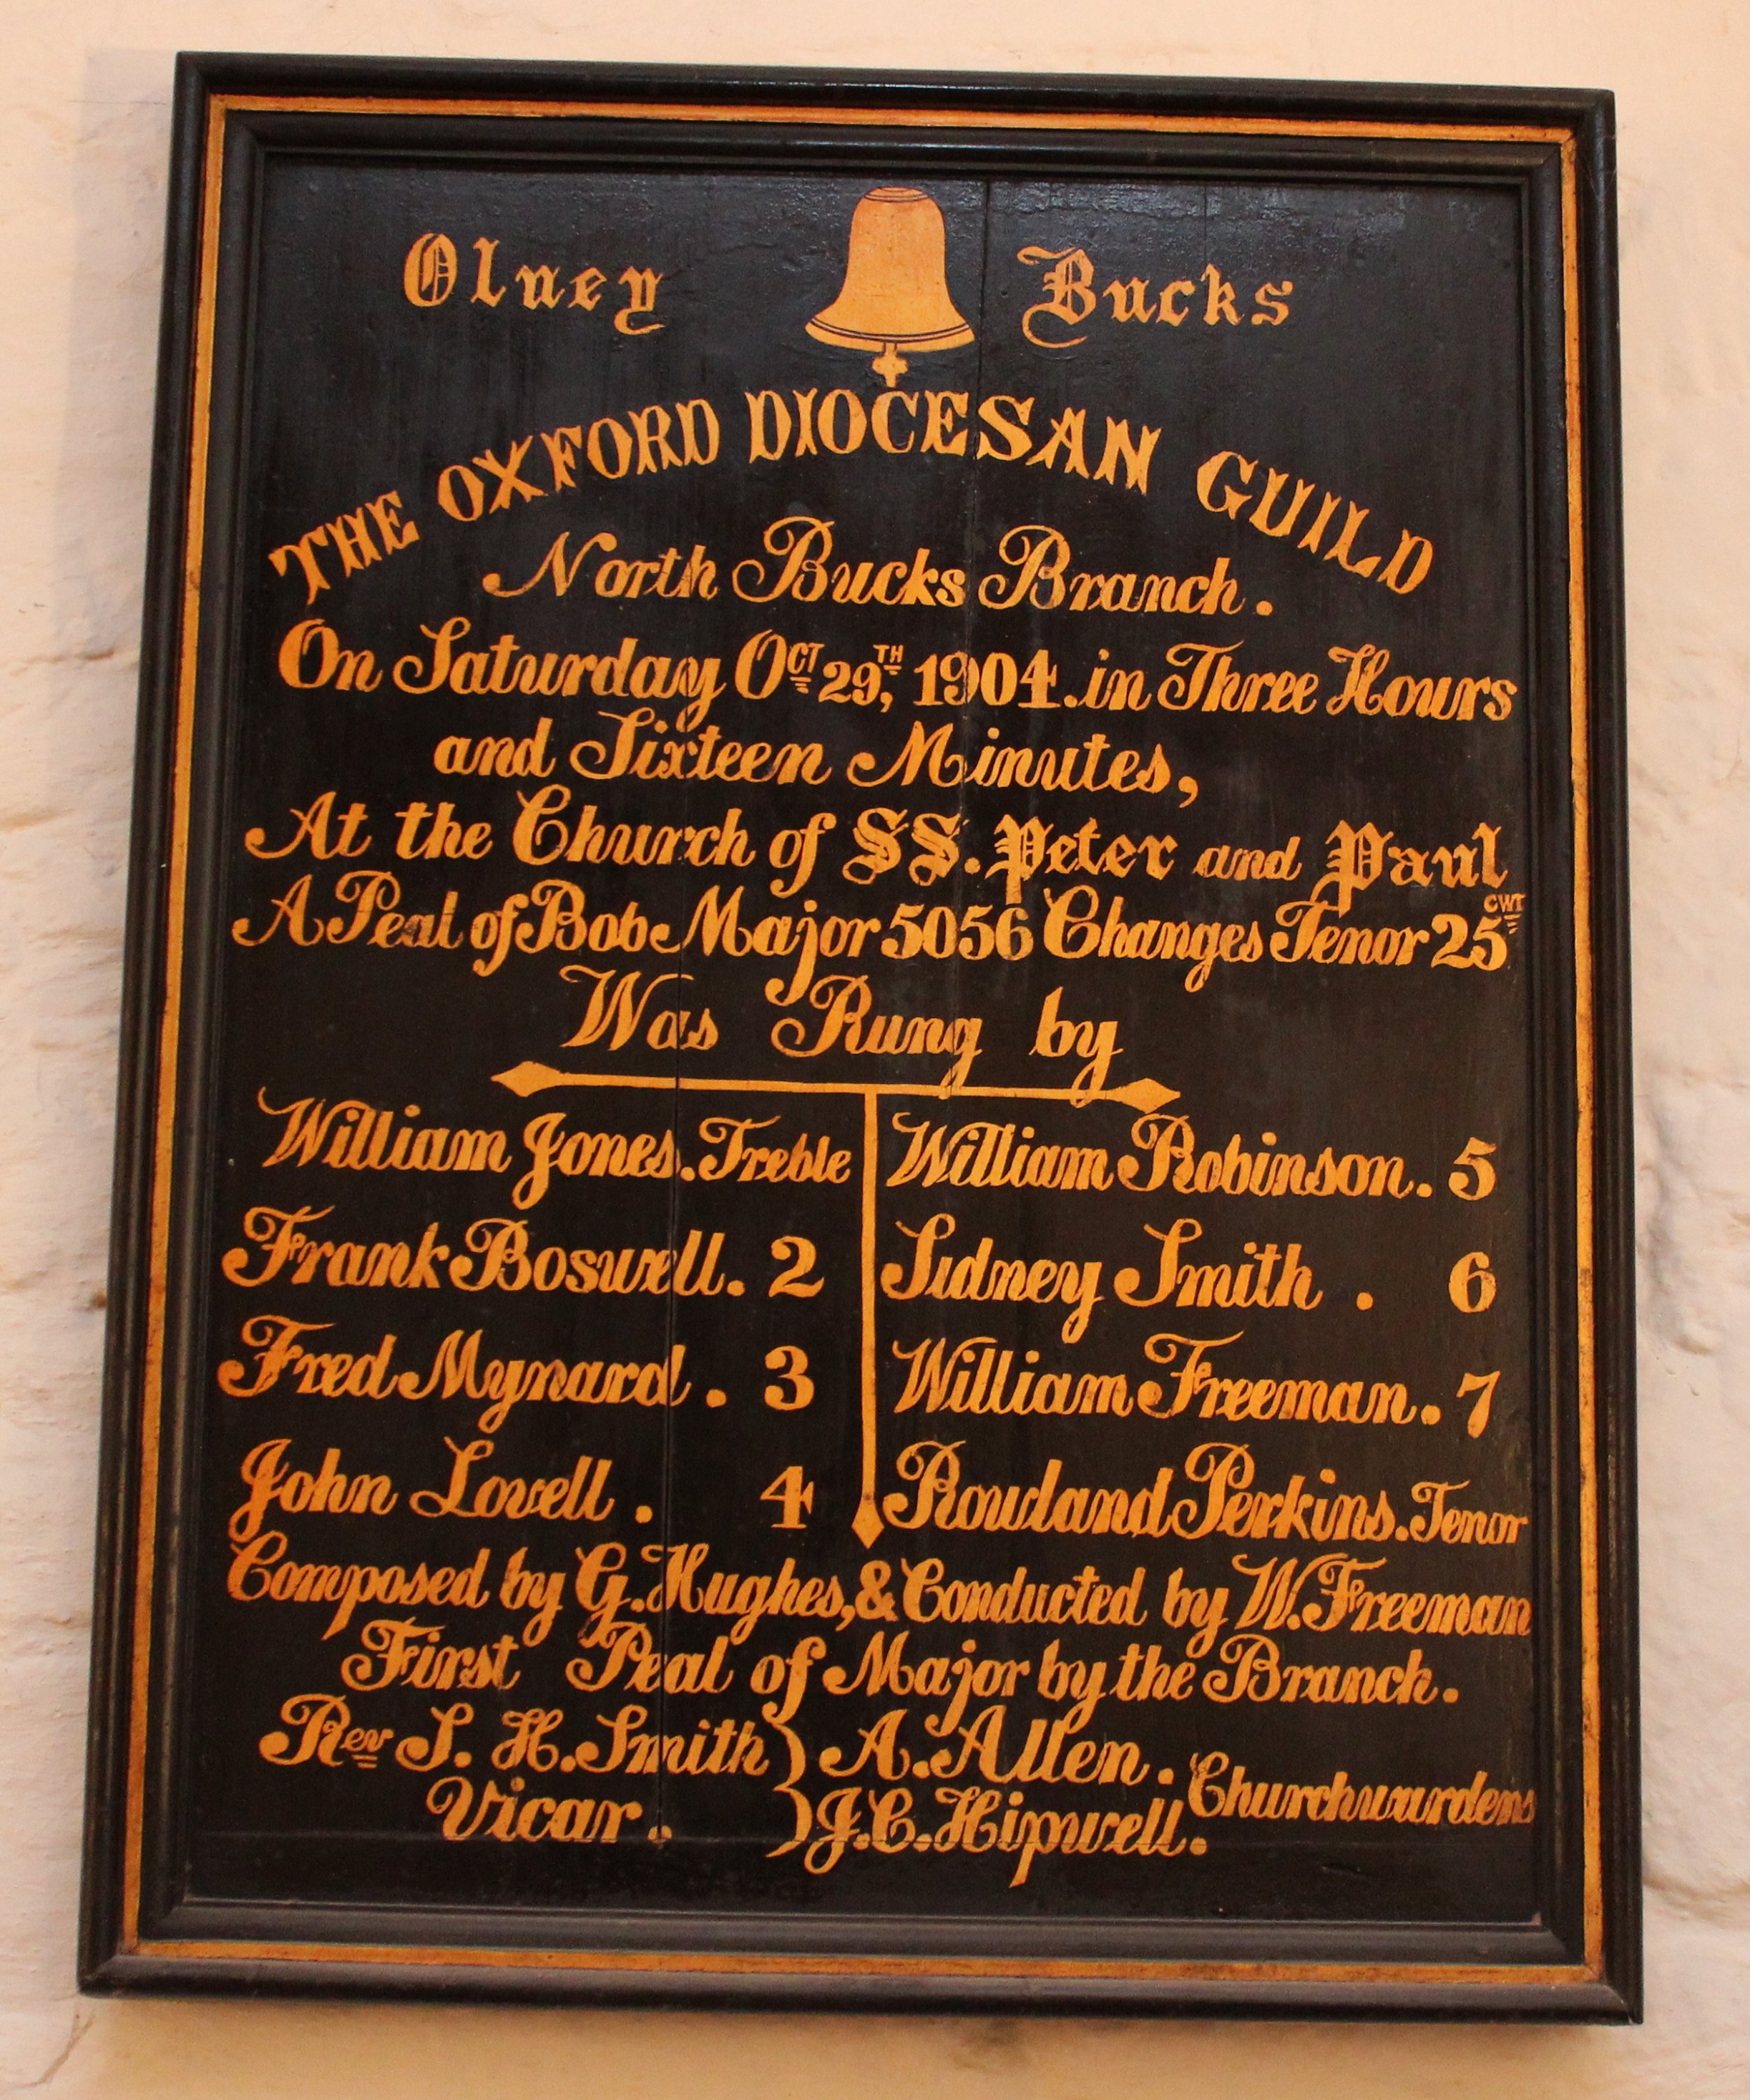 Olney Bucks
THE OXFORD DIOCESAN GUILD
North Bucks Branch.
On Saturday Oct 29,TH 1904. in Three Hours
and Sixteen Minutes,
At the Church of SS. Peter and Paul
A Peal of Bob Major 5056 Changes Tenor 25 CWT
Was Rung by
William Jones. Treble William Robinson. 5
Frank Boswell. 2 Sidney Smith . 6
Fred Mynard . 3 William Freeman. 7
John Lovell . 4 Rowland Perkins. Tenor
Composed by G. Hughes, & Conducted by W. Freeman
First Peal of Major by the Branch.
Rev S. H. Smith } A. Allen. Churchwardens
Vicar. } J. C. Hipwell.